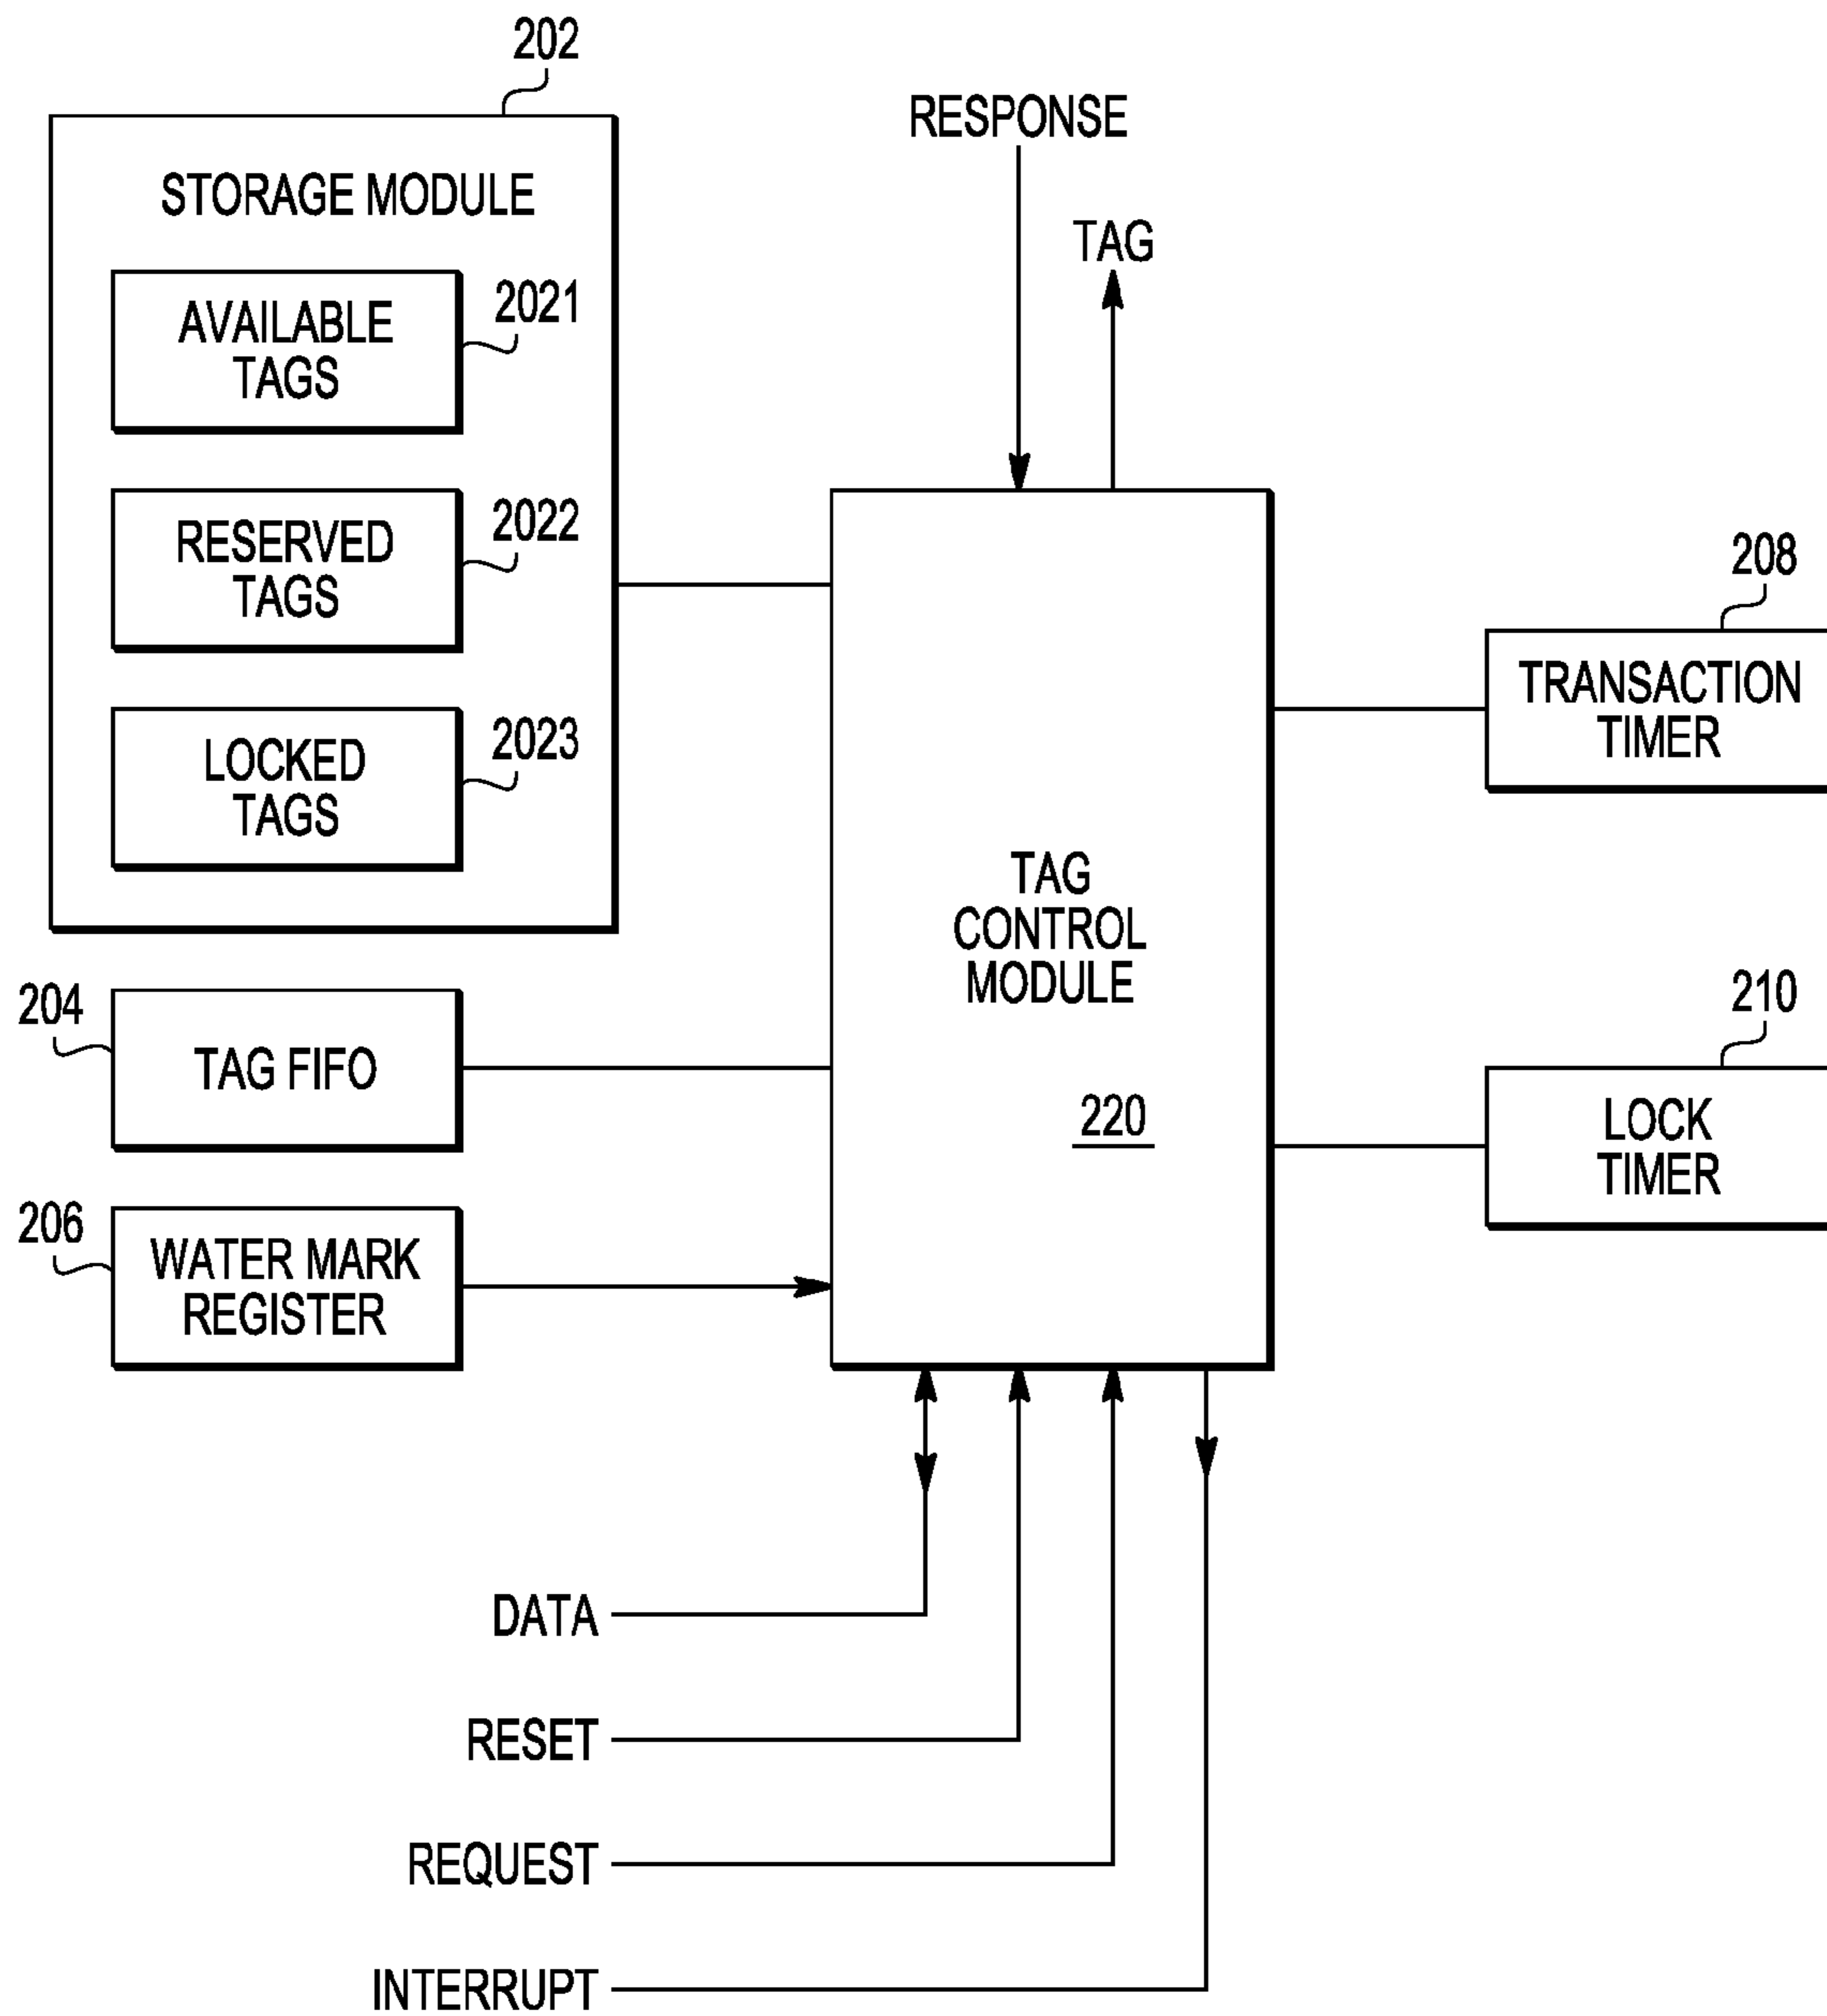 202
STORAGE MODULE
AVAILABLE
TAGS
2021
RESERVED
TAGS
2022
LOCKED
TAGS
2023
204
TAG FIFO
206
WATER MARK
REGISTER
RESPONSE
TAG
TAG
CONTROL
MODULE
220
208
TRANSACTION
TIMER
210
LOCK
TIMER
DATA
RESET
REQUEST
INTERRUPT